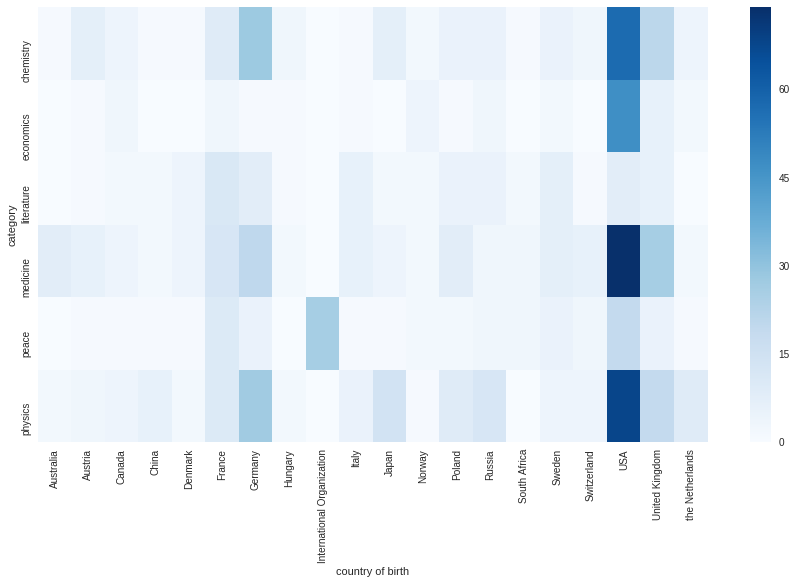 category
chemistry
economics
literature
medicine
peace
physics
Australia
Austria
Canada
China
Denmark
France
Germany
Hungary
International Organization
Italy
Japan
Norway
Poland
Russia
South Africa
Sweden
Switzerland
USA
United Kingdom
the Netherlands
country of birth
60
45
30
15
0